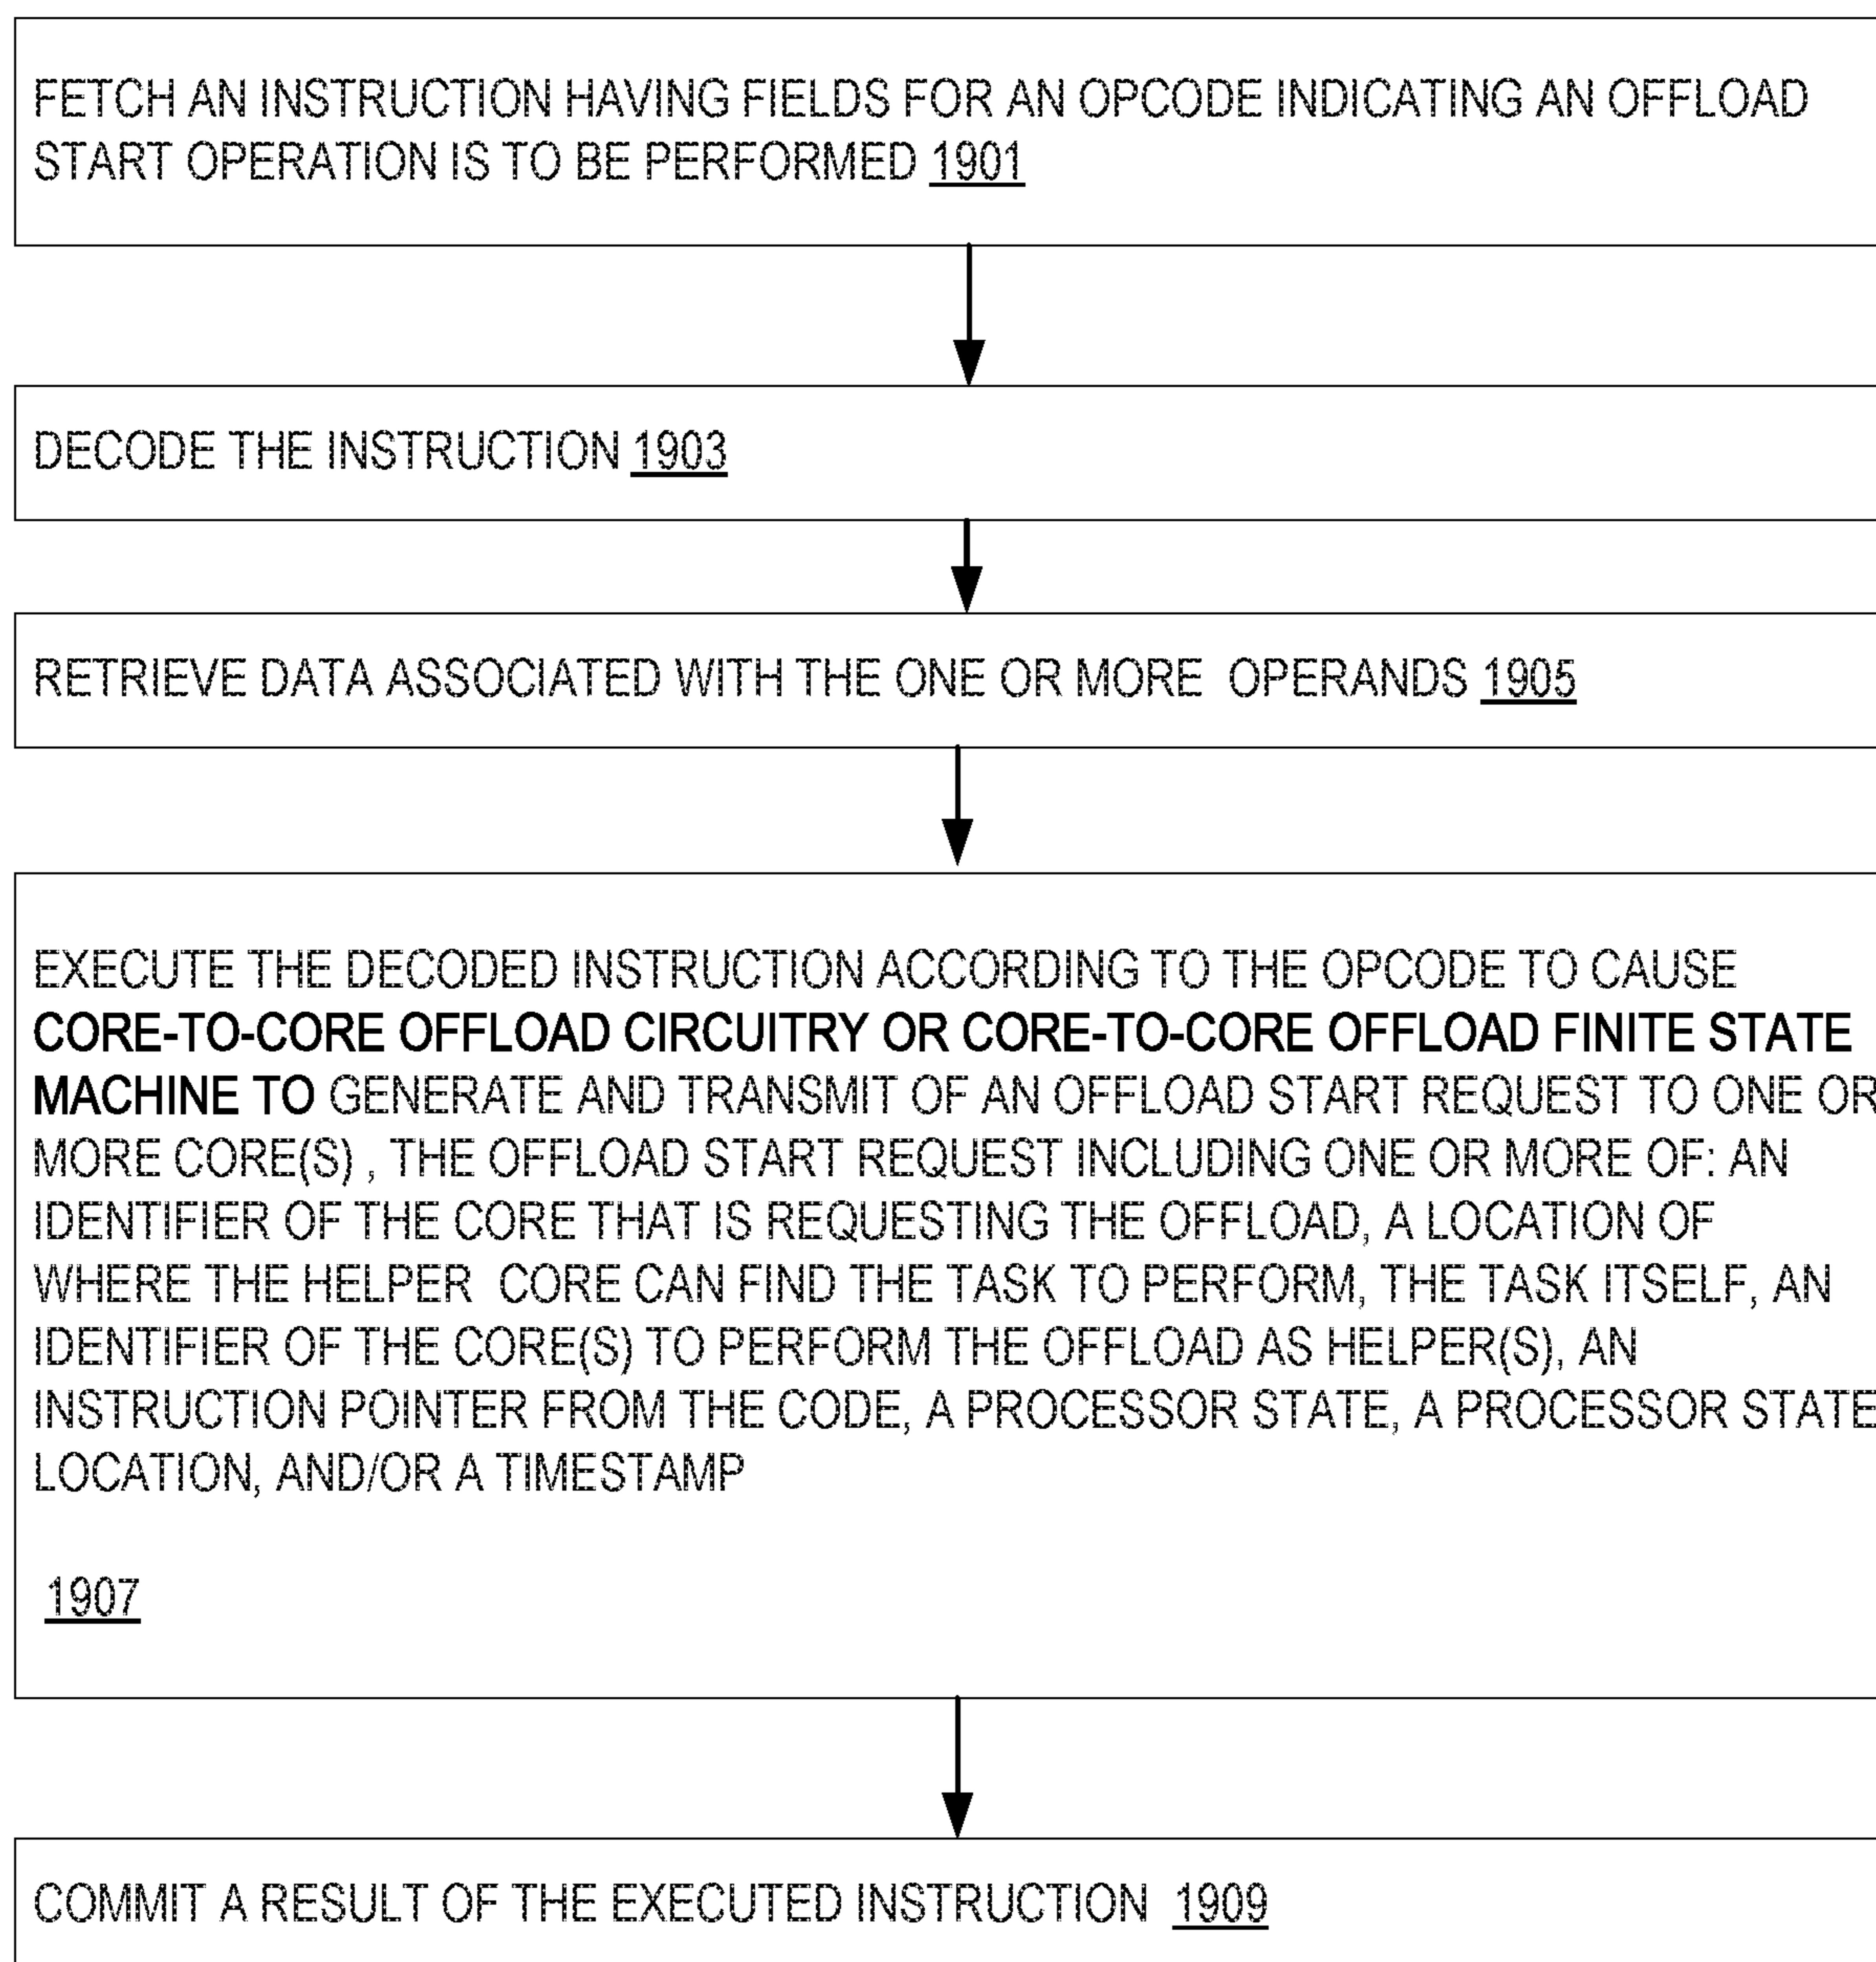 FETCH AN INSTRUCTION HAVING FIELDS FOR AN OPCODE INDICATING AN OFFLOAD
START OPERATION IS TO BE PERFORMED 1901
DECODE THE INSTRUCTION 1903
RETRIEVE DATA ASSOCIATED WITH THE ONE OR MORE OPERANDS 1905
EXECUTE THE DECODED INSTRUCTION ACCORDING TO THE OPCODE TO CAUSE
CORE-TO-CORE OFFLOAD CIRCUITRY OR CORE-TO-CORE OFFLOAD FINITE STATE
MACHINE TO GENERATE AND TRANSMIT OF AN OFFLOAD START REQUEST TO ONE OR
MORE CORE(S) , THE OFFLOAD START REQUEST INCLUDING ONE OR MORE OF: AN
IDENTIFIER OF THE CORE THAT IS REQUESTING THE OFFLOAD, A LOCATION OF
WHERE THE HELPER CORE CAN FIND THE TASK TO PERFORM, THE TASK ITSELF, AN
IDENTIFIER OF THE CORE(S) TO PERFORM THE OFFLOAD AS HELPER(S), AN
INSTRUCTION POINTER FROM THE CODE, A PROCESSOR STATE, A PROCESSOR STATE
LOCATION, AND/OR A TIMESTAMP
1907
COMMIT A RESULT OF THE EXECUTED INSTRUCTION 1909